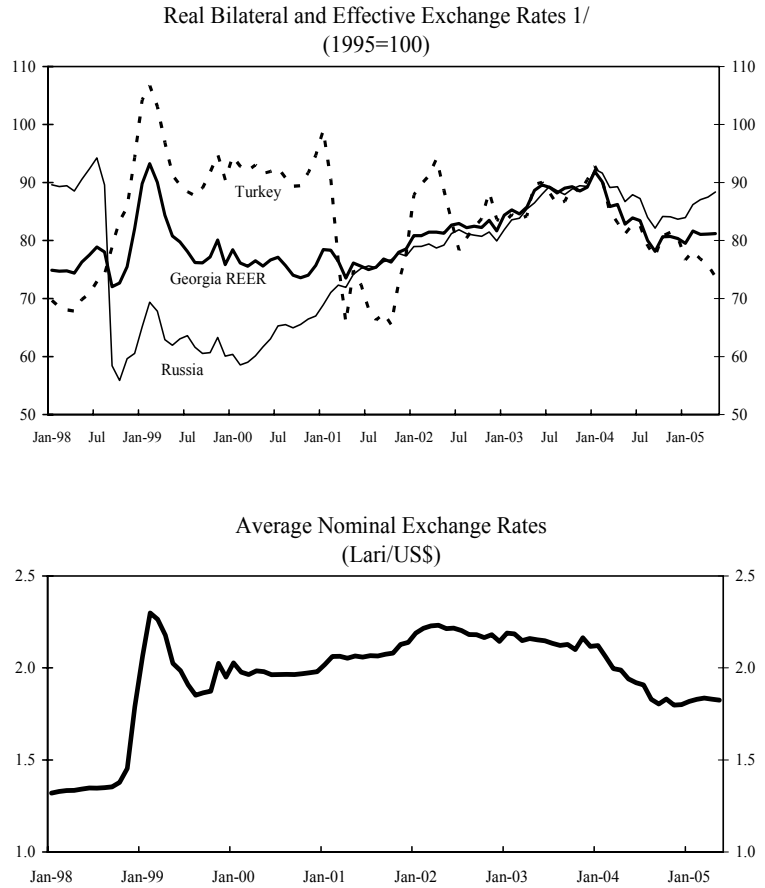 Real Bilateral and Effective Exchange Rates 1/
(1995=100)
110 110
100 100
90 90
Turkey
80 80
Georgia REER
70 70
Russia
60 60
50 50
Jan-98 Jul Jan-99 Jul Jan-00 Jul Jan-01 Jul Jan-02 Jul Jan-03 Jul Jan-04 Jul Jan-05
Average Nominal Exchange Rates
(Lari/US$)
2.5 2.5
2.0 2.0
1.5 1.5
1.0 1.0
Jan-98 Jan-99 Jan-00 Jan-01 Jan-02 Jan-03 Jan-04 Jan-05